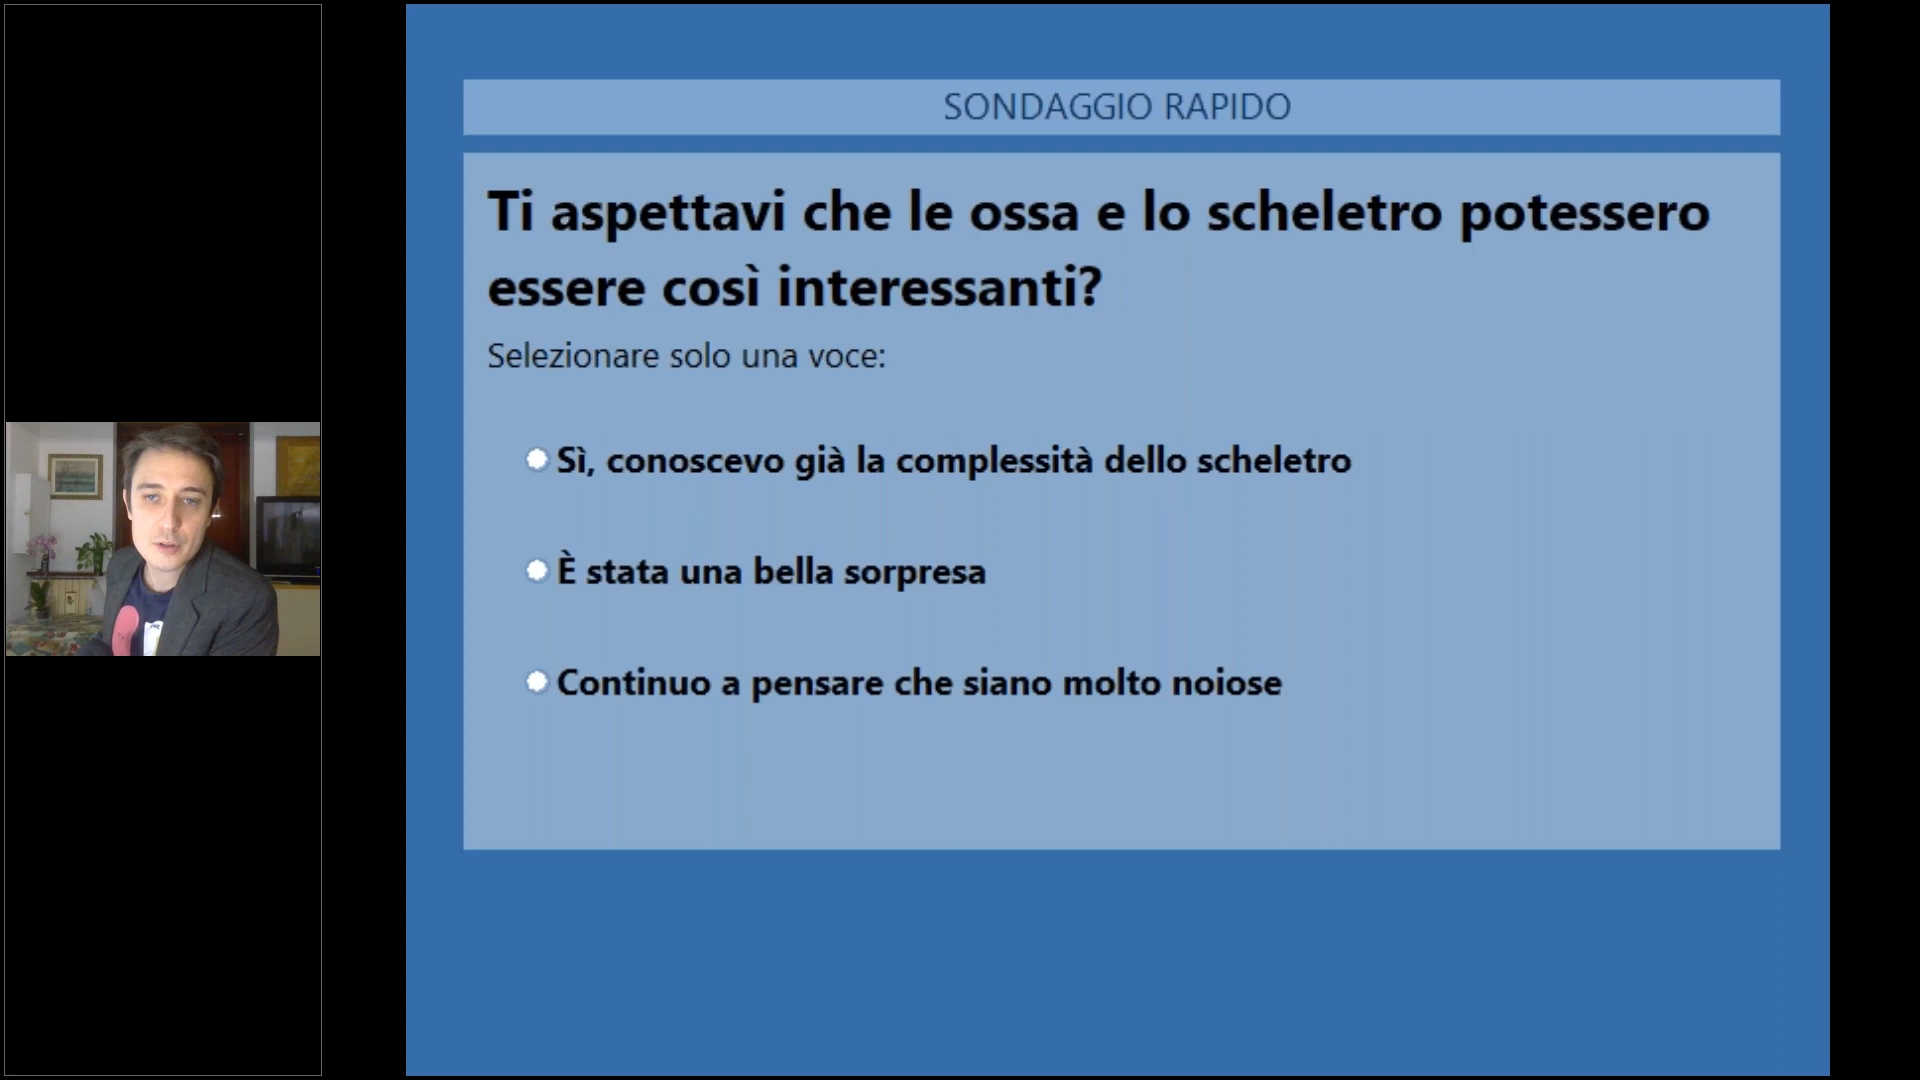 SONDAGGIO RAPIDO
Ti aspettavi che le ossa e lo scheletro potessero
essere così interessanti?
Selezionare solo una voce:
Sì, conoscevo già la complessità dello scheletro
È stata una bella sorpresa
Continuo a pensare che siano molto noiose